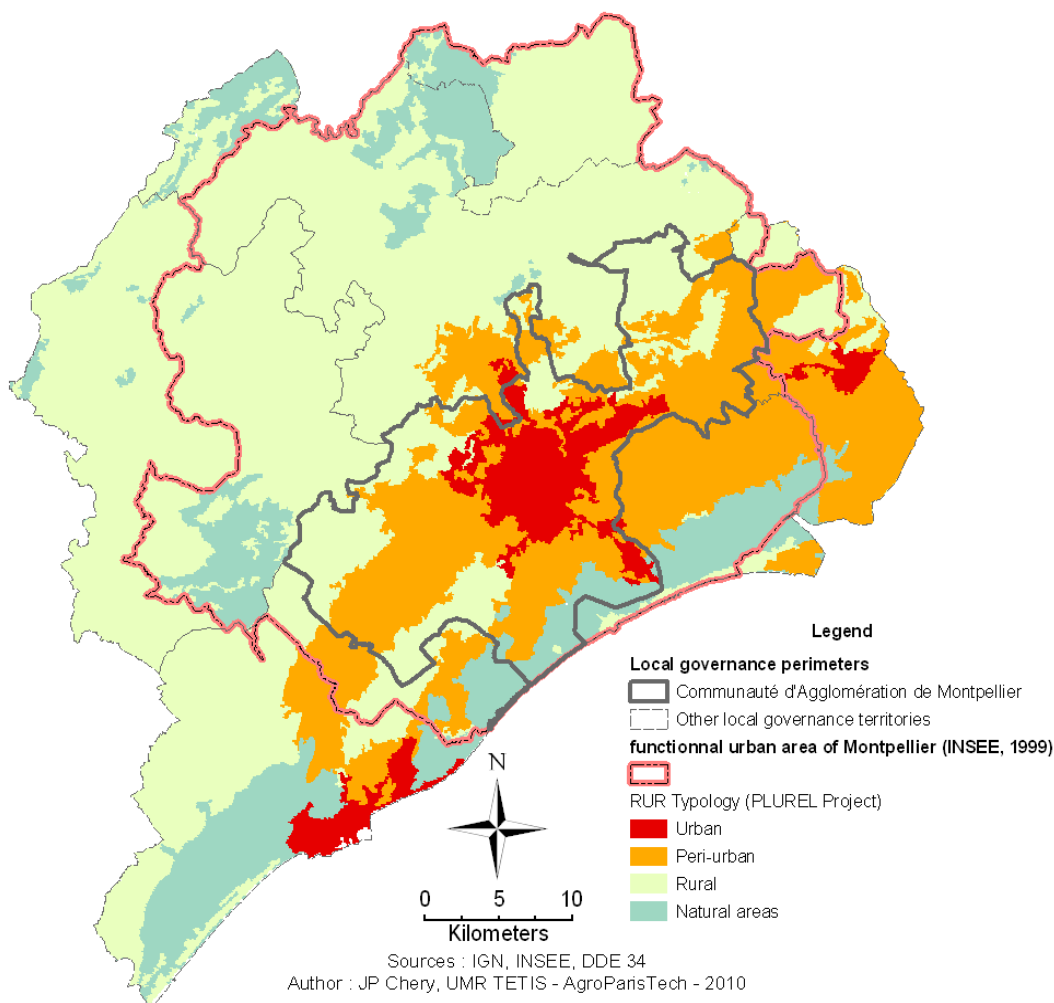 Legend
Local governance perimeters
Communauté d'Agglomération de Montpellier
Other local governance territories
functionnal urban area of Montpellier (INSEE, 1999)
RUR Typology (PLUREL Project)
Urban
Peri-urban
Rural
Natural areas
N
0 5 10
Kilometers
Sources : IGN, INSEE, DDE 34
Author : JP Chery, UMR TETIS - AgroParisTech - 2010